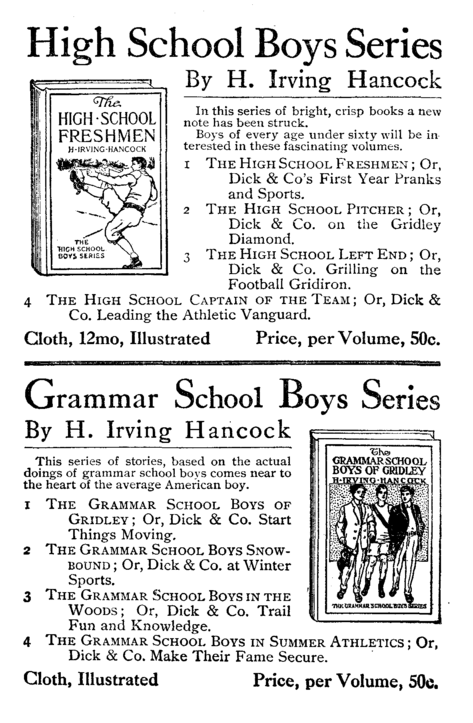 High School Boys Series
By H. Irving Hancock
The
HIGH-SCHOOL
FRESHMEN
H-IRVING-HANCOCK
THE
HIGH SCHOOL
BOYS SERIES
In this series of bright, crisp books a new
note has been struck.
Boys of every age under sixty will be in-
terested in these fascinating volumes.
1 THE HIGH SCHOOL FRESHMEN; Or,
Dick & Co's First Year Pranks
and Sports.
2 THE HIGH SCHOOL PITCHER; Or,
Dick & Co. on the Gridley
Diamond.
3 THE HIGH SCHOOL LEFT END; Or,
Dick & Co. Grilling on the
Football Gridiron.
4 THE HIGH SCHOOL CAPTAIN OF THE TEAM; Or, Dick &
Co. Leading the Athletic Vanguard.
Cloth, 12mo, Illustrated Price, per Volume, 50c.
Grammar School Boys Series
By H. Irving Hancock
This series of stories, based on the actual
doings of grammar school boys comes near to
the heart of the average American boy.
1 THE GRAMMAR SCHOOL BOYS OF
GRIDLEY; Or, Dick & Co. Start
Things Moving.
2 THE GRAMMAR SCHOOL BOYS SNOW-
BOUND; Or, Dick & Co. at Winter
Sports.
3 THE GRAMMAR SCHOOL BOYS IN THE
WOODS; Or, Dick & Co. Trail
Fun and Knowledge.
4 THE GRAMMAR SCHOOL BOYS IN SUMMER ATHLETICS; Or,
Dick & Co. Make Their Fame Secure.
The
GRAMMAR SCHOOL
BOYS OF GRIDLEY
H-IRVING-HANCOCK
THE GRAMMAR SCHOOL BOYS SERIES
Cloth, Illustrated Price, per Volume, 50c.